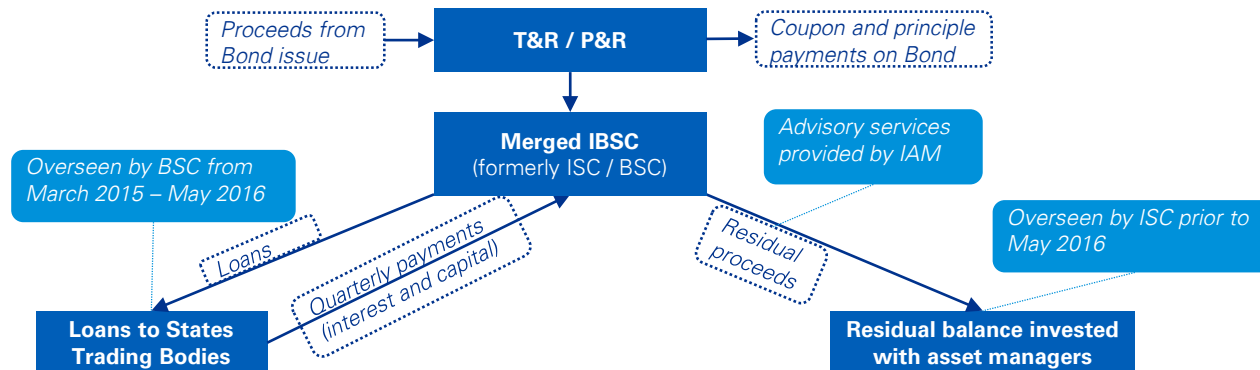 Proceeds from
Bond issue
T&R / P&R
Coupon and principle
payments on Bond
Merged IBSC
(formerly ISC / BSC)
Advisory services
provided by IAM
Overseen by BSC from
March 2015 – May 2016
Overseen by ISC prior to
May 2016
Loans
Quarterly payments
(interest and capital)
Residual
proceeds
Loans to States
Trading Bodies
Residual balance invested
with asset managers